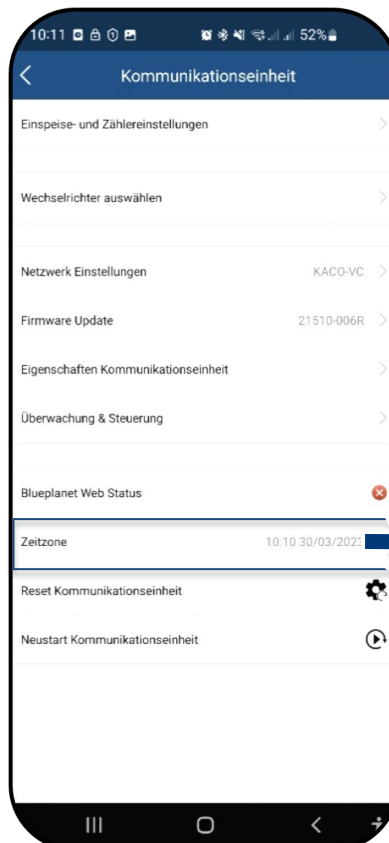 10:11 52%
Kommunikationseinheit
Einspeise- und Zählereinstellungen
Wechselrichter auswählen
Netzwerk Einstellungen KACO-VC
Firmware Update 21510-006R
Eigenschaften Kommunikationseinheit
Überwachung & Steuerung
Blueplanet Web Status
Zeitzone 10:10 30/03/2023
Reset Kommunikationseinheit
Neustart Kommunikationseinheit